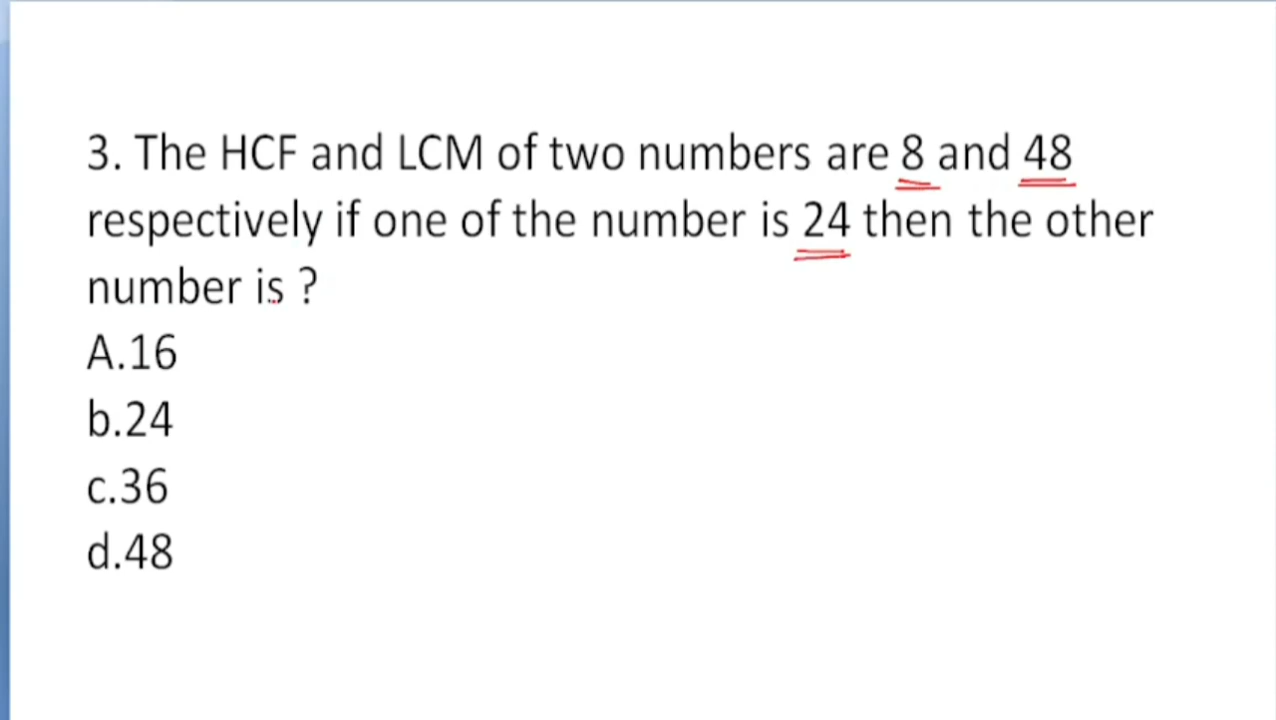 3. The HCF and LCM of two numbers are 8 and 48
respectively if one of the number is 24 then the other
number is ?
A.16
b.24
c.36
d.48